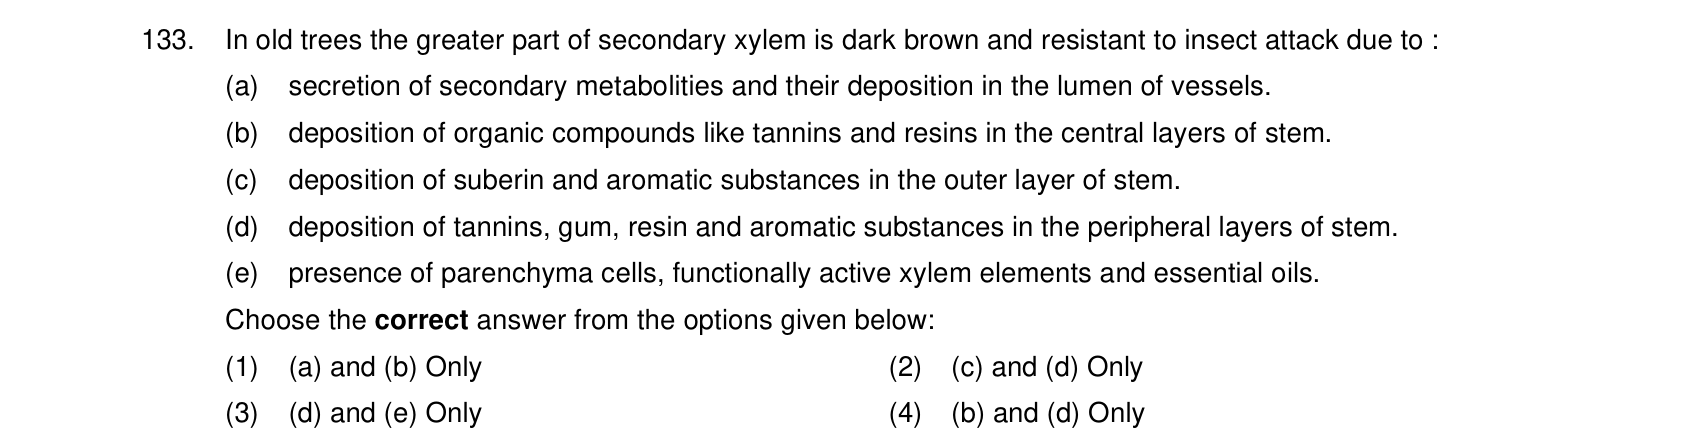 133. In old trees the greater part of secondary xylem is dark brown and resistant to insect attack due to :
(a) secretion of secondary metabolities and their deposition in the lumen of vessels.
(b) deposition of organic compounds like tannins and resins in the central layers of stem.
(c) deposition of suberin and aromatic substances in the outer layer of stem.
(d) deposition of tannins, gum, resin and aromatic substances in the peripheral layers of stem.
(e) presence of parenchyma cells, functionally active xylem elements and essential oils.
Choose the correct answer from the options given below:
(1) (a) and (b) Only (2) (c) and (d) Only
(3) (d) and (e) Only (4) (b) and (d) Only